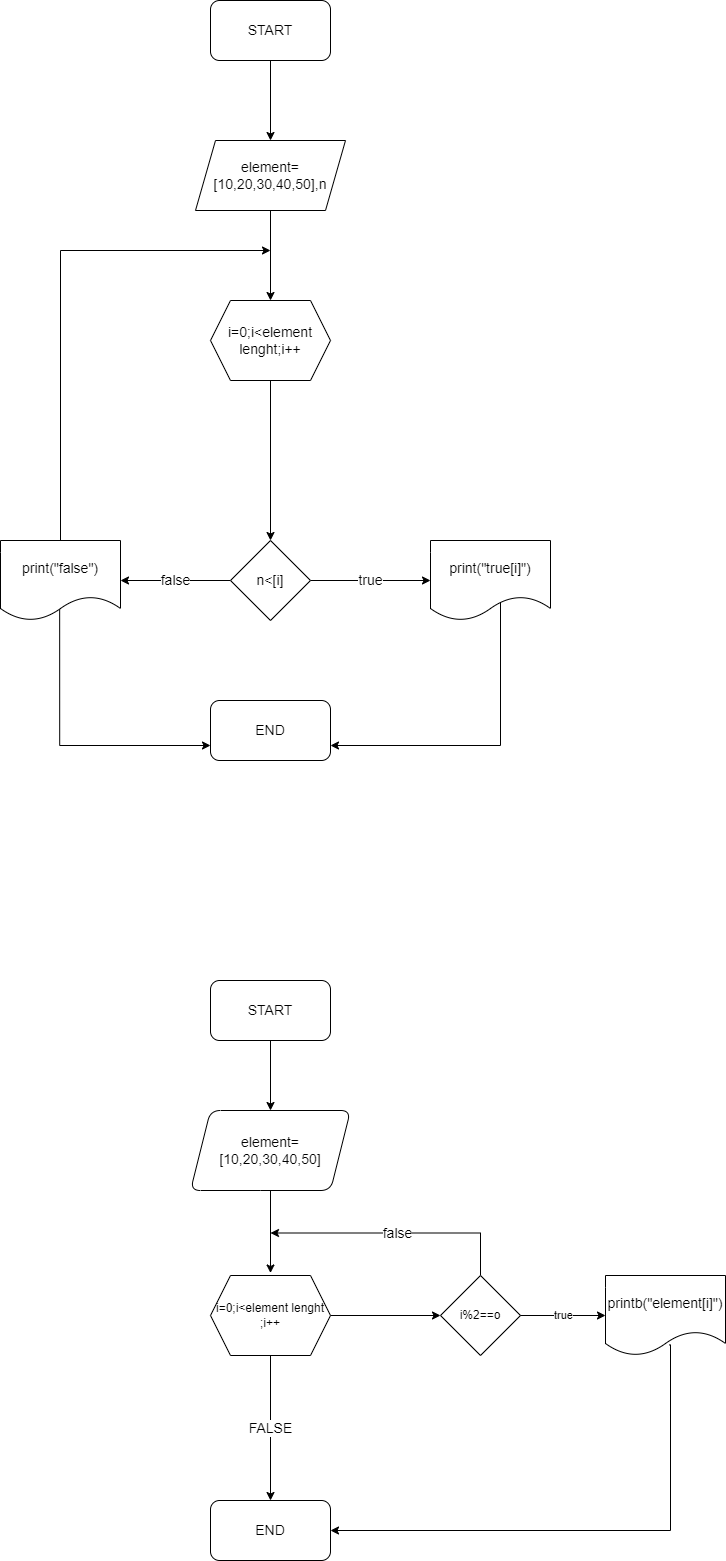 START
element=
[10,20,30,40,50],n
i=0;i<element
lenght;i++
print("false")
false
n<[i]
true
print("true[i]")
END
START
element=
[10,20,30,40,50]
false
i=0;i<element lenght
;i++
i%2==o
true
printb("element[i]")
FALSE
END